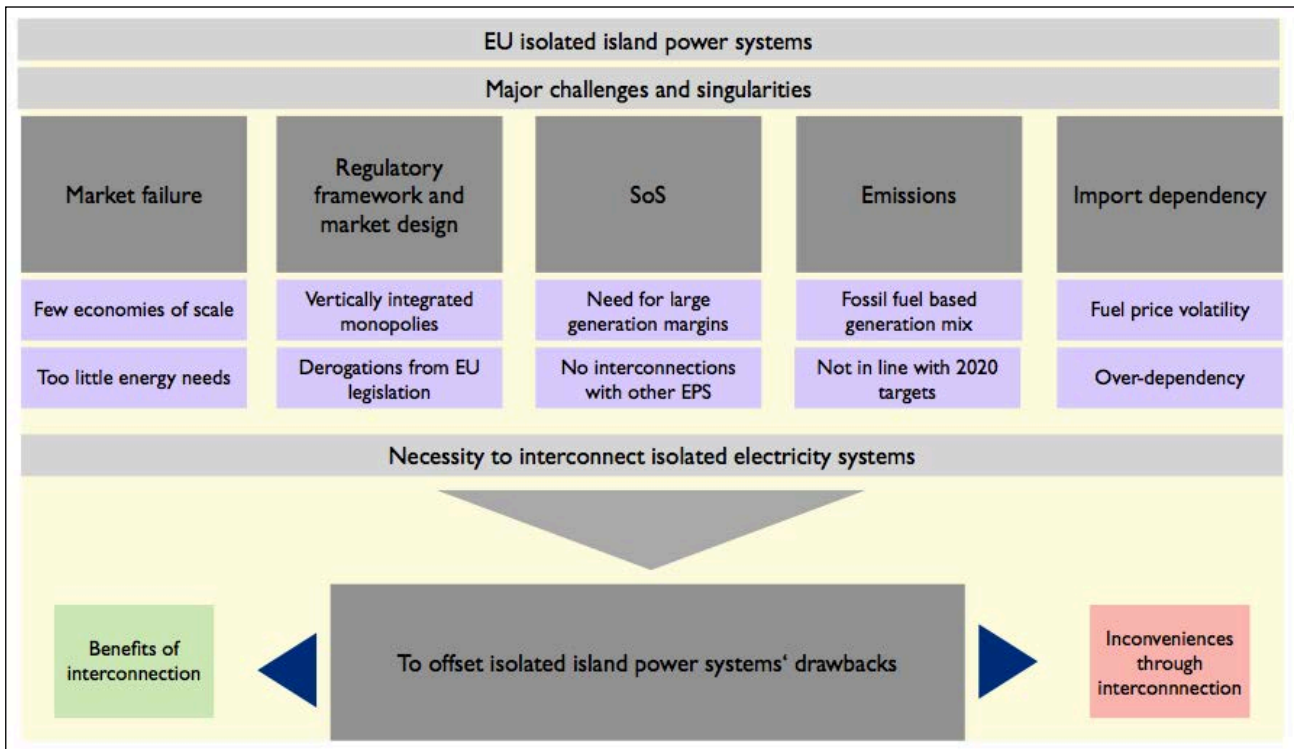 EU isolated island power systems
Major challenges and singularities
Market failure
Regulatory
framework and
market design
SoS
Emissions
Import dependency
Few economies of scale
Vertically integrated
monopolies
Need for large
generation margins
Fossil fuel based
generation mix
Fuel price volatility
Too little energy needs
Derogations from EU
legislation
No interconnections
with other EPS
Not in line with 2020
targets
Over-dependency
Necessity to interconnect isolated electricity systems
Benefits of
interconnection
To offset isolated island power systems‘ drawbacks
Inconveniences
through
interconnnection